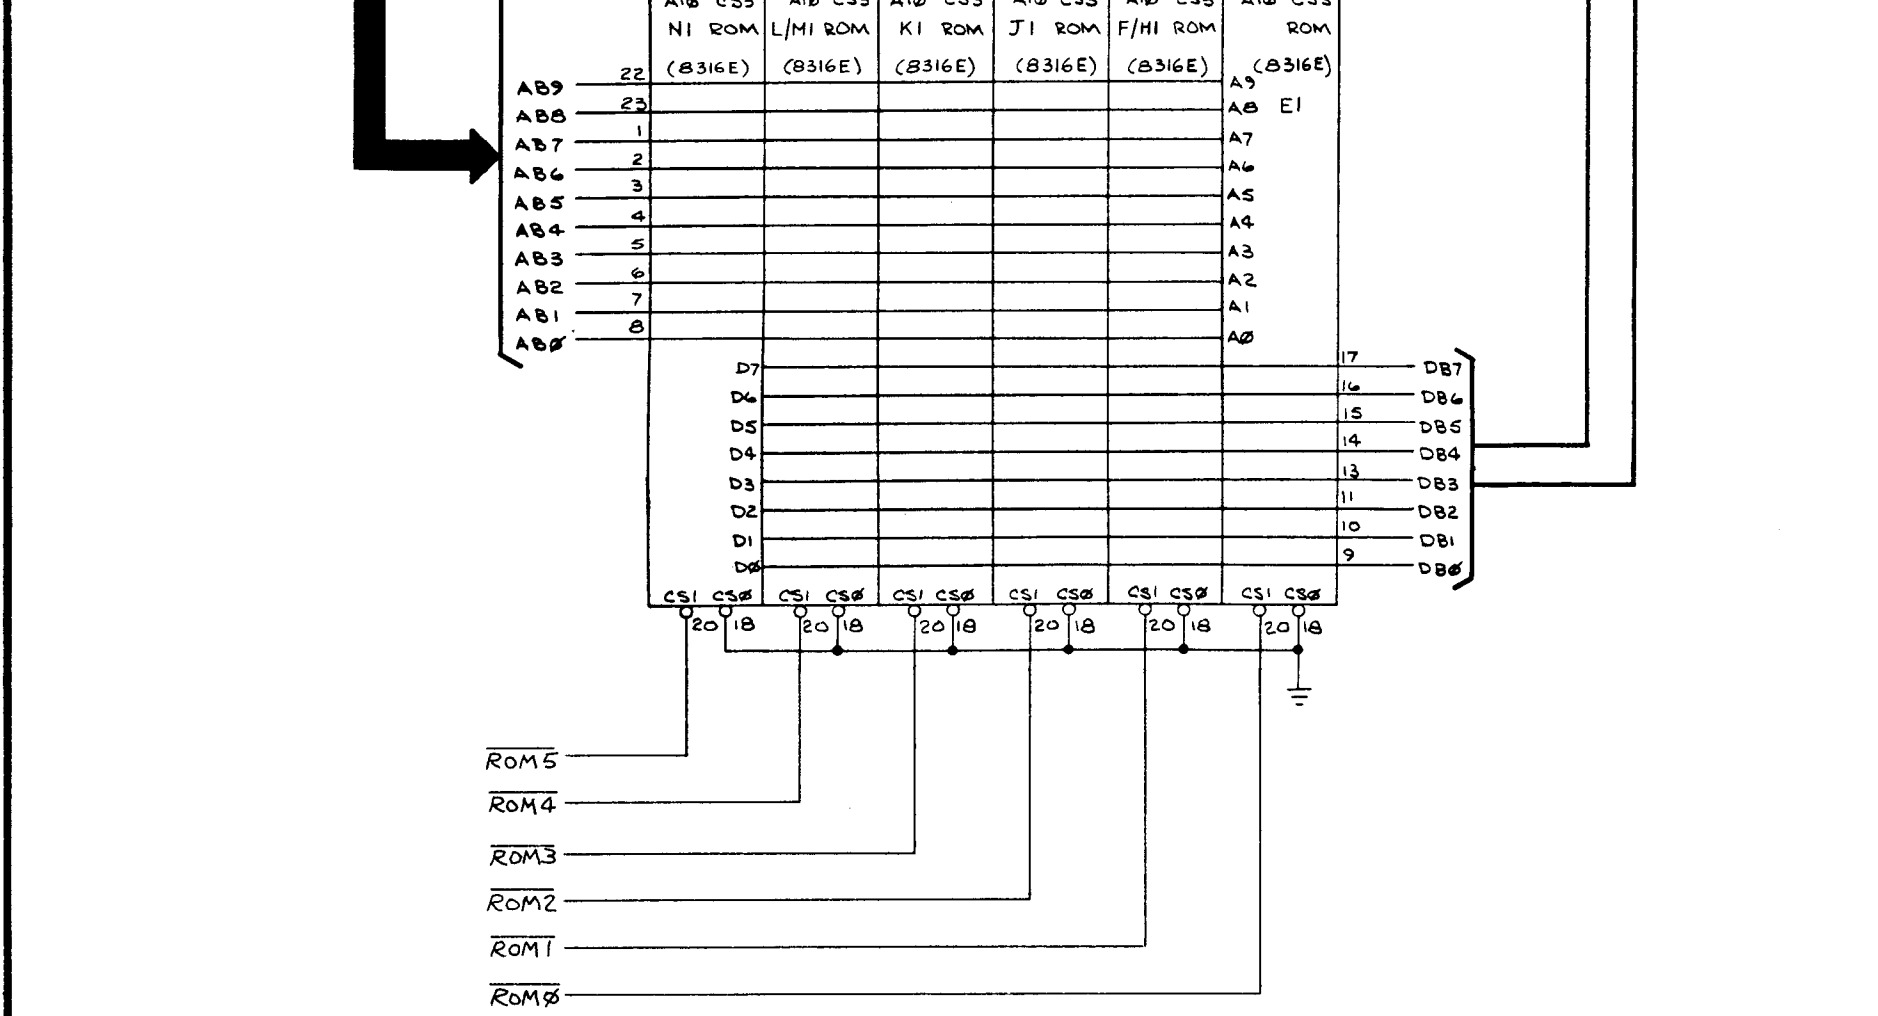 A10 CS3 A10 CS3 A10 CS3 A10 CS3 A10 CS3 A10 CS3
N1 ROM L/M1 ROM K1 ROM J1 ROM F/H1 ROM ROM
(8316E) (8316E) (8316E) (8316E) (8316E) (8316E)
AB9 22 A9
AB8 23 A8 E1
AB7 1 A7
AB6 2 A6
AB5 3 A5
AB4 4 A4
AB3 5 A3
AB2 6 A2
AB1 7 A1
ABØ 8 AØ
D7 17 DB7
D6 16 DB6
D5 15 DB5
D4 14 DB4
D3 13 DB3
D2 11 DB2
D1 10 DB1
DØ 9 DBØ
CS1 CSØ CS1 CSØ CS1 CSØ CS1 CSØ CS1 CSØ CS1 CSØ
20 18 20 18 20 18 20 18 20 18 20 18
ROM5
ROM4
ROM3
ROM2
ROM1
ROMØ